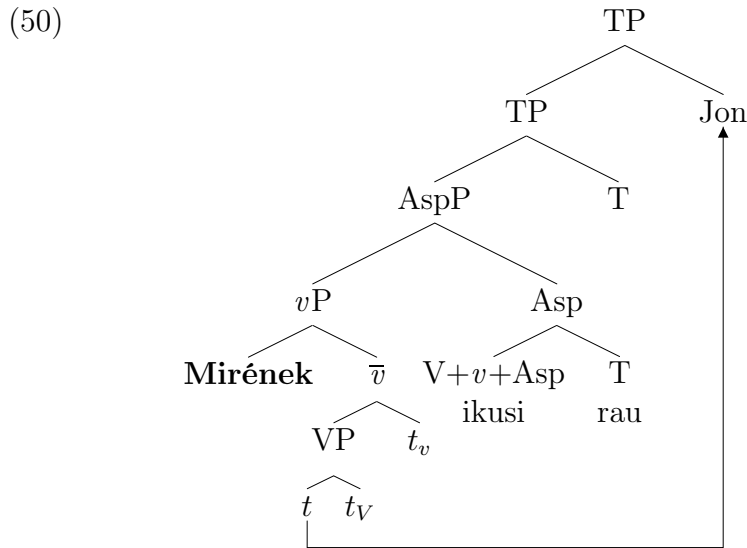 (50) TP
TP Jon
AspP T
vP Asp
Mirének v̅ V+v+Asp T
ikusi rau
VP t_v
t t_V